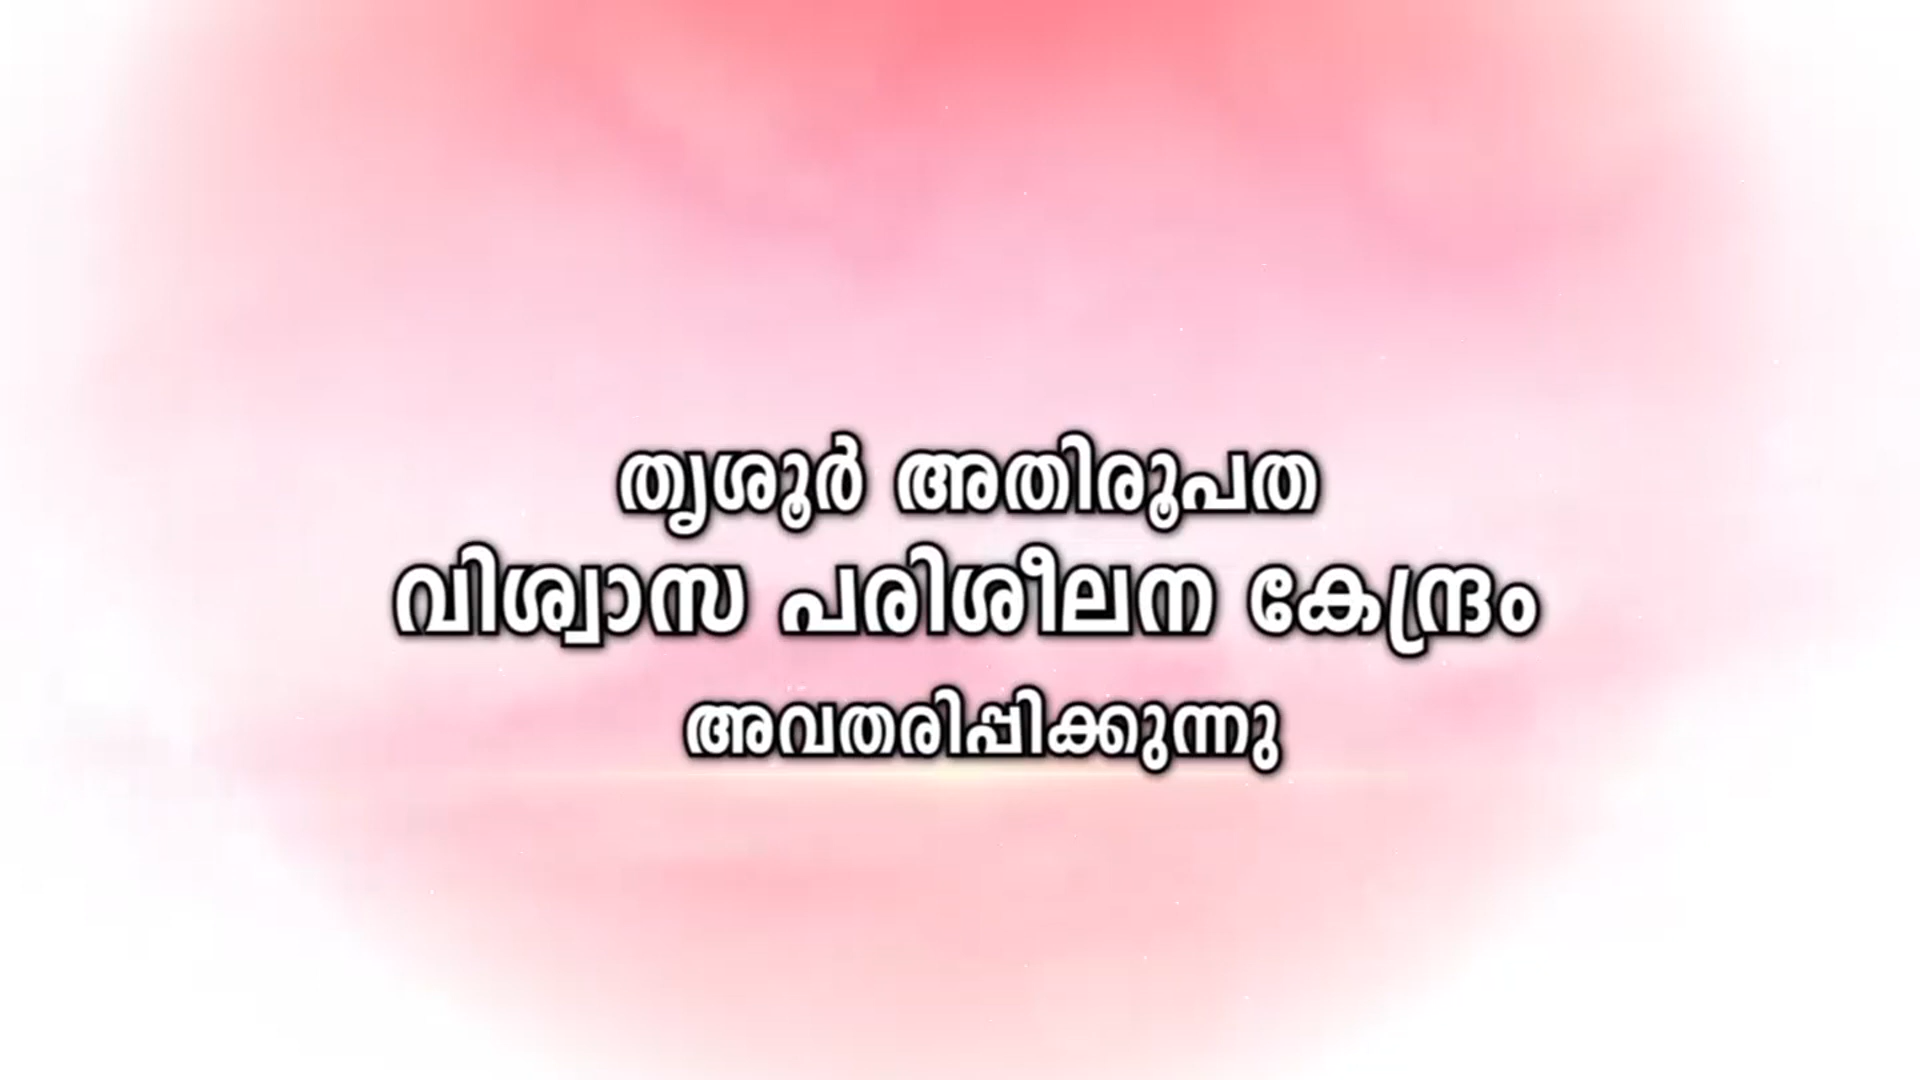 തൃശൂർ അതിരൂപത
വിശ്വാസ പരിശീലന കേന്ദ്രം
അവതരിപ്പിക്കുന്നു